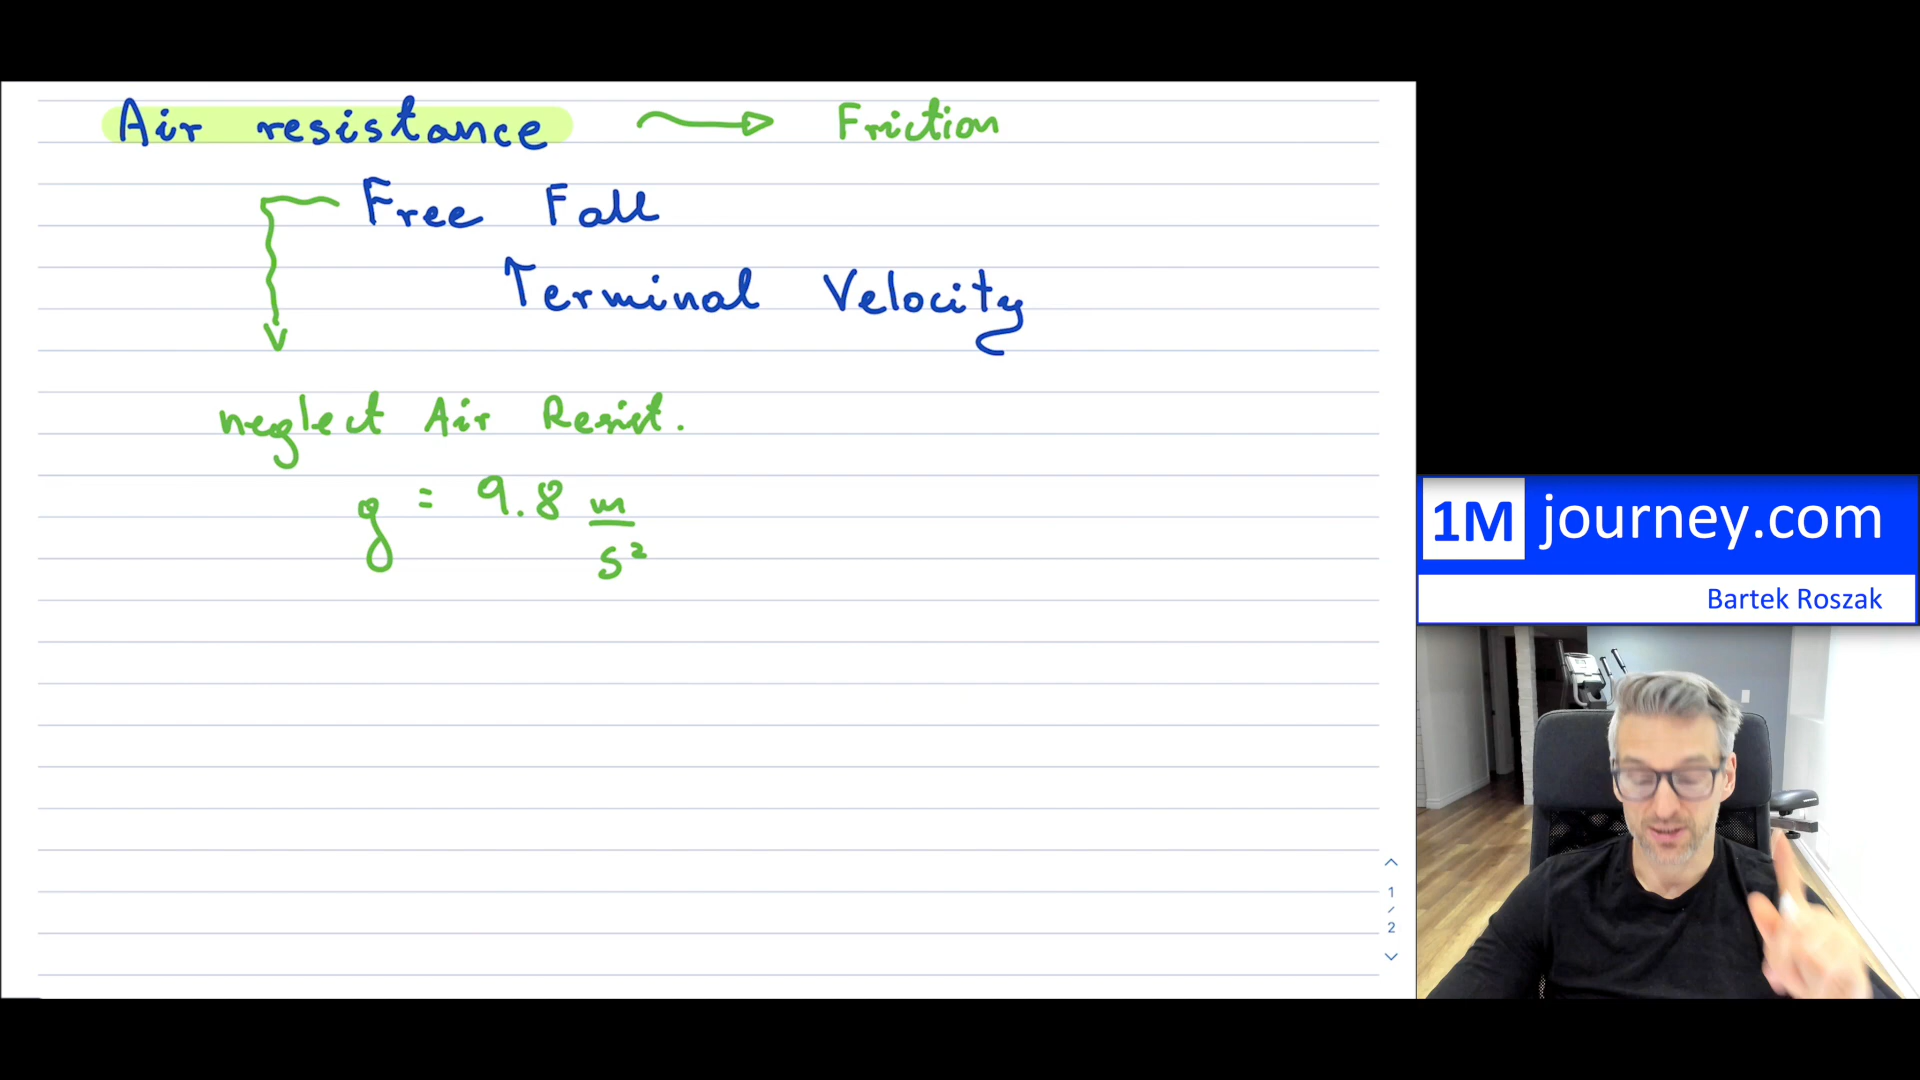 Air resistance → Friction
Free Fall
Terminal Velocity
neglect Air Resist.
g = 9.8 m/s²
1M journey.com
Bartek Roszak
1
/
2